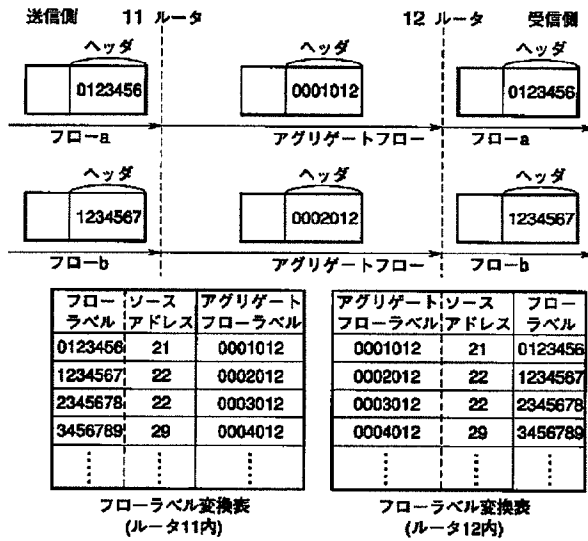 送信側 11 ルータ 12 ルータ 受信側
ヘッダ ヘッダ ヘッダ
0123456 0001012 0123456
フローa アグリゲートフロー フローa
ヘッダ ヘッダ ヘッダ
1234567 0002012 1234567
フローb アグリゲートフロー フローb
フローラベル ソースアドレス アグリゲートフローラベル
0123456 21 0001012
1234567 22 0002012
2345678 22 0003012
3456789 29 0004012
フローラベル変換表
(ルータ11内)
アグリゲートフローラベル ソースアドレス フローラベル
0001012 21 0123456
0002012 22 1234567
0003012 22 2345678
0004012 29 3456789
フローラベル変換表
(ルータ12内)